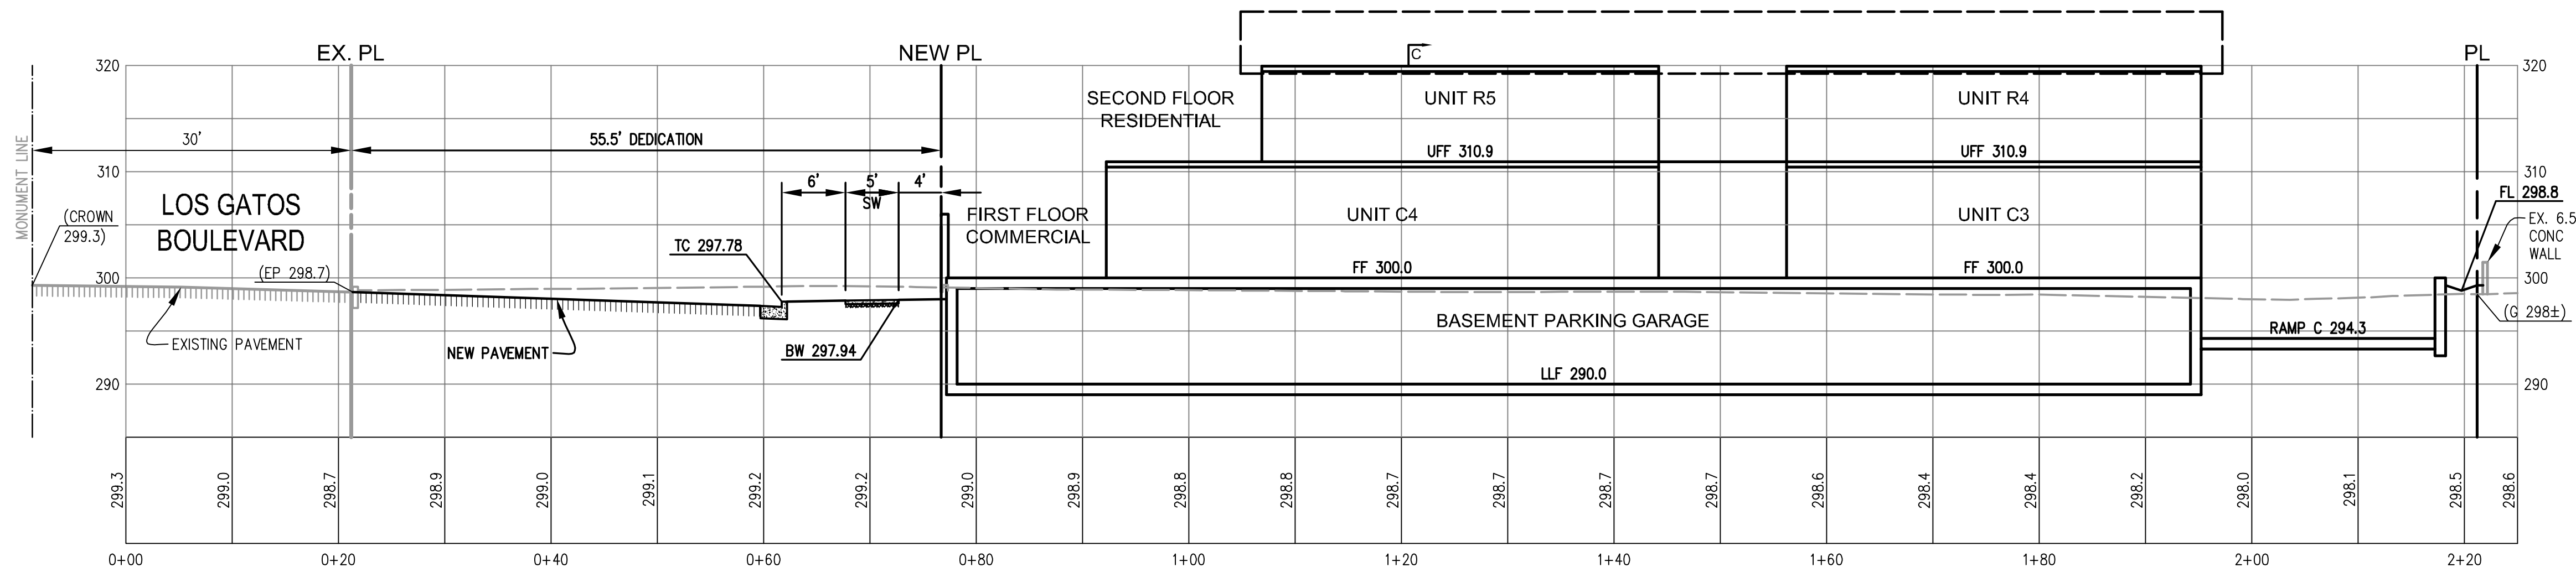 EX. PL
NEW PL
PL
C
320
320
SECOND FLOOR
RESIDENTIAL
UNIT R5
UNIT R4
MONUMENT LINE
30'
55.5' DEDICATION
UFF 310.9
UFF 310.9
310
310
6'
5'
SW
4'
FL 298.8
(CROWN
299.3)
LOS GATOS
BOULEVARD
FIRST FLOOR
COMMERCIAL
UNIT C4
UNIT C3
EX. 6.5
CONC
WALL
TC 297.78
(EP 298.7)
FF 300.0
FF 300.0
300
300
(G 298±)
BASEMENT PARKING GARAGE
RAMP C 294.3
EXISTING PAVEMENT
NEW PAVEMENT
BW 297.94
LLF 290.0
290
290
299.3
299.0
298.7
298.9
299.0
299.1
299.2
299.2
299.0
298.9
298.8
298.8
298.7
298.7
298.7
298.7
298.6
298.4
298.4
298.2
298.0
298.1
298.5
298.6
0+00
0+20
0+40
0+60
0+80
1+00
1+20
1+40
1+60
1+80
2+00
2+20